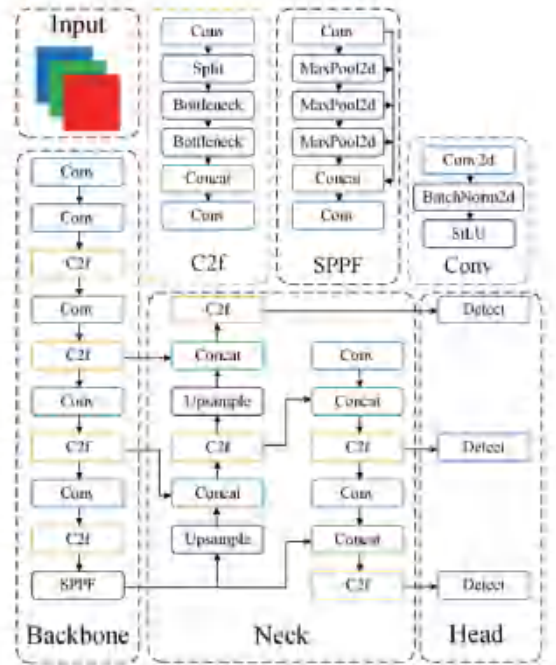 Input
Conv
Conv
C2f
Conv
C2f
Conv
C2f
Conv
C2f
SPPF
Backbone
Conv
Split
Bottleneck
Bottleneck
Concat
Conv
C2f
Conv
MaxPool2d
MaxPool2d
MaxPool2d
Concat
Conv
SPPF
Conv2d
BatchNorm2d
SiLU
Conv
C2f
Concat
Upsample
C2f
Concat
Upsample
Conv
Concat
C2f
Conv
Concat
C2f
Neck
Detect
Detect
Detect
Head